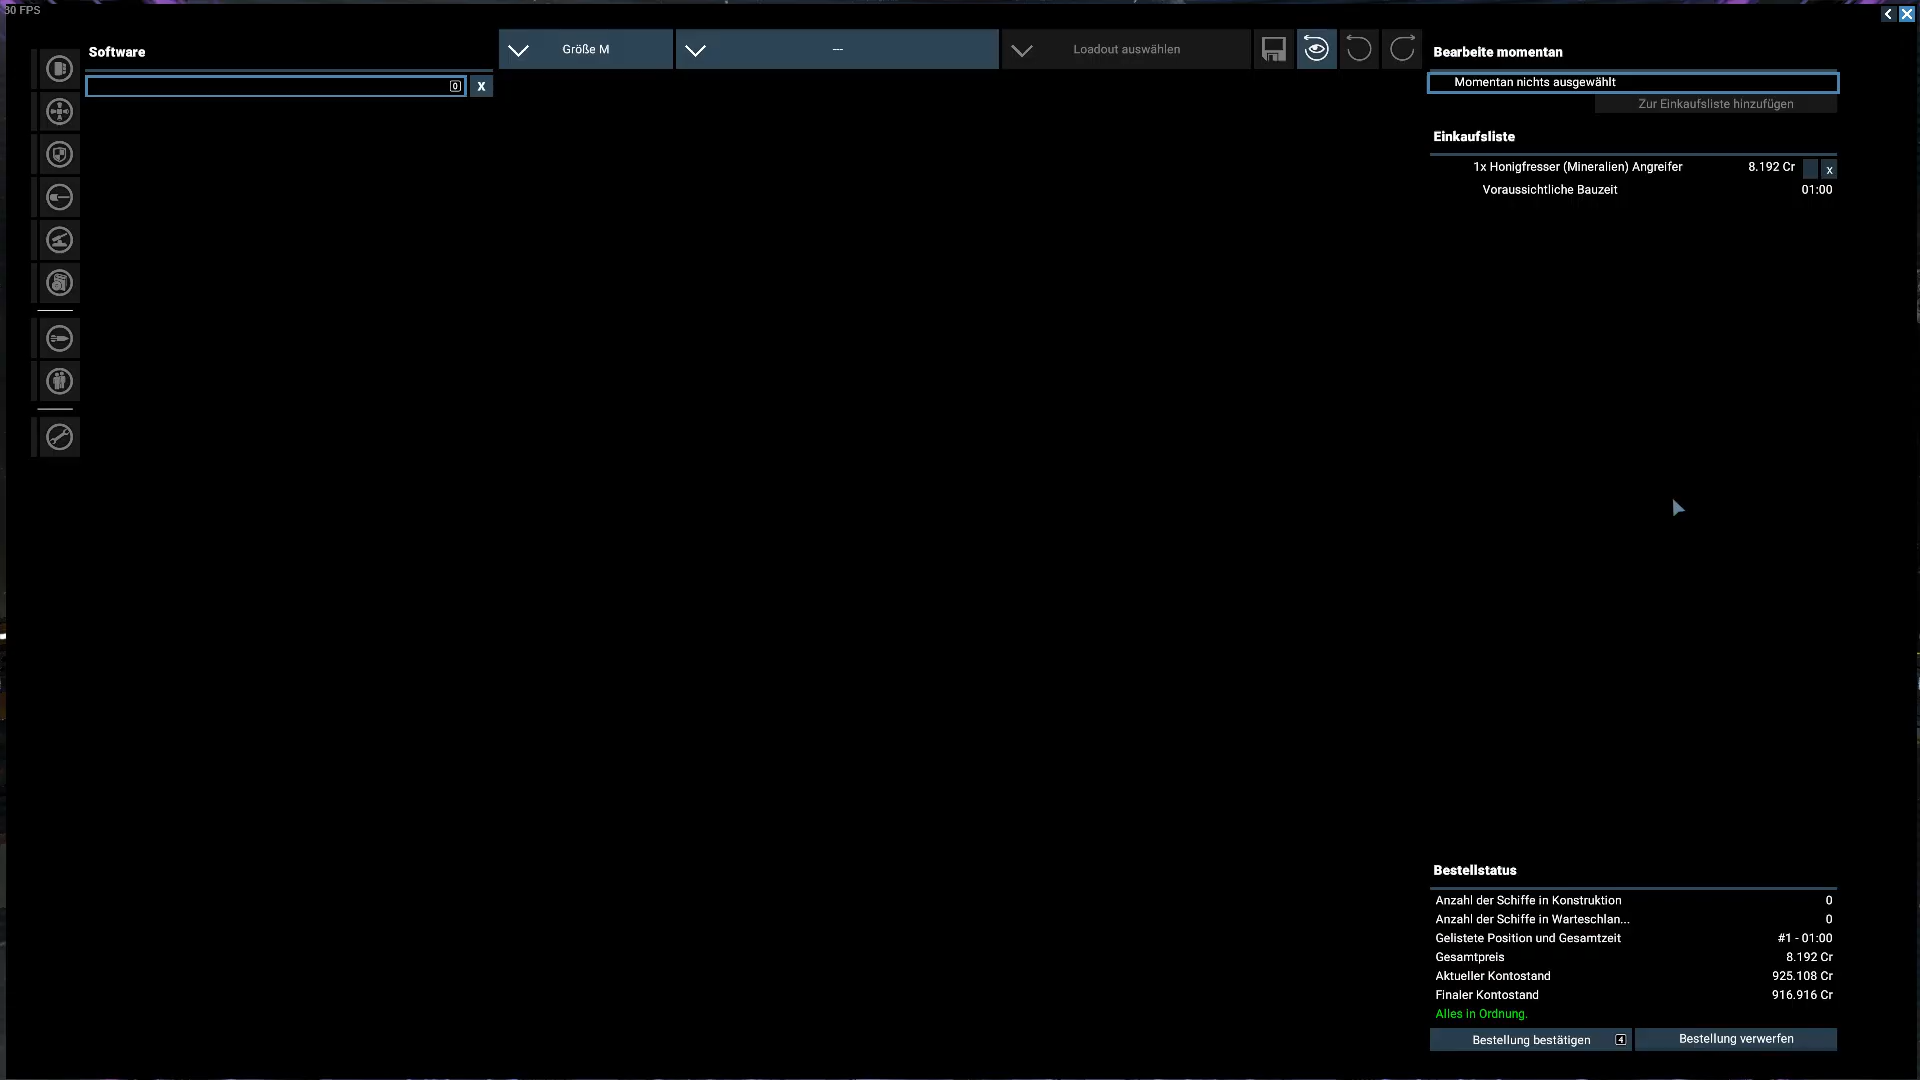 30 FPS
Software
0
x
Größe M
---
Loadout auswählen
Bearbeite momentan
Momentan nichts ausgewählt
Zur Einkaufsliste hinzufügen
Einkaufsliste
1x Honigfresser (Mineralien) Angreifer 8.192 Cr x
Voraussichtliche Bauzeit 01:00
Bestellstatus
Anzahl der Schiffe in Konstruktion 0
Anzahl der Schiffe in Warteschlan... 0
Gelistete Position und Gesamtzeit #1 - 01:00
Gesamtpreis 8.192 Cr
Aktueller Kontostand 925.108 Cr
Finaler Kontostand 916.916 Cr
Alles in Ordnung.
Bestellung bestätigen 4
Bestellung verwerfen